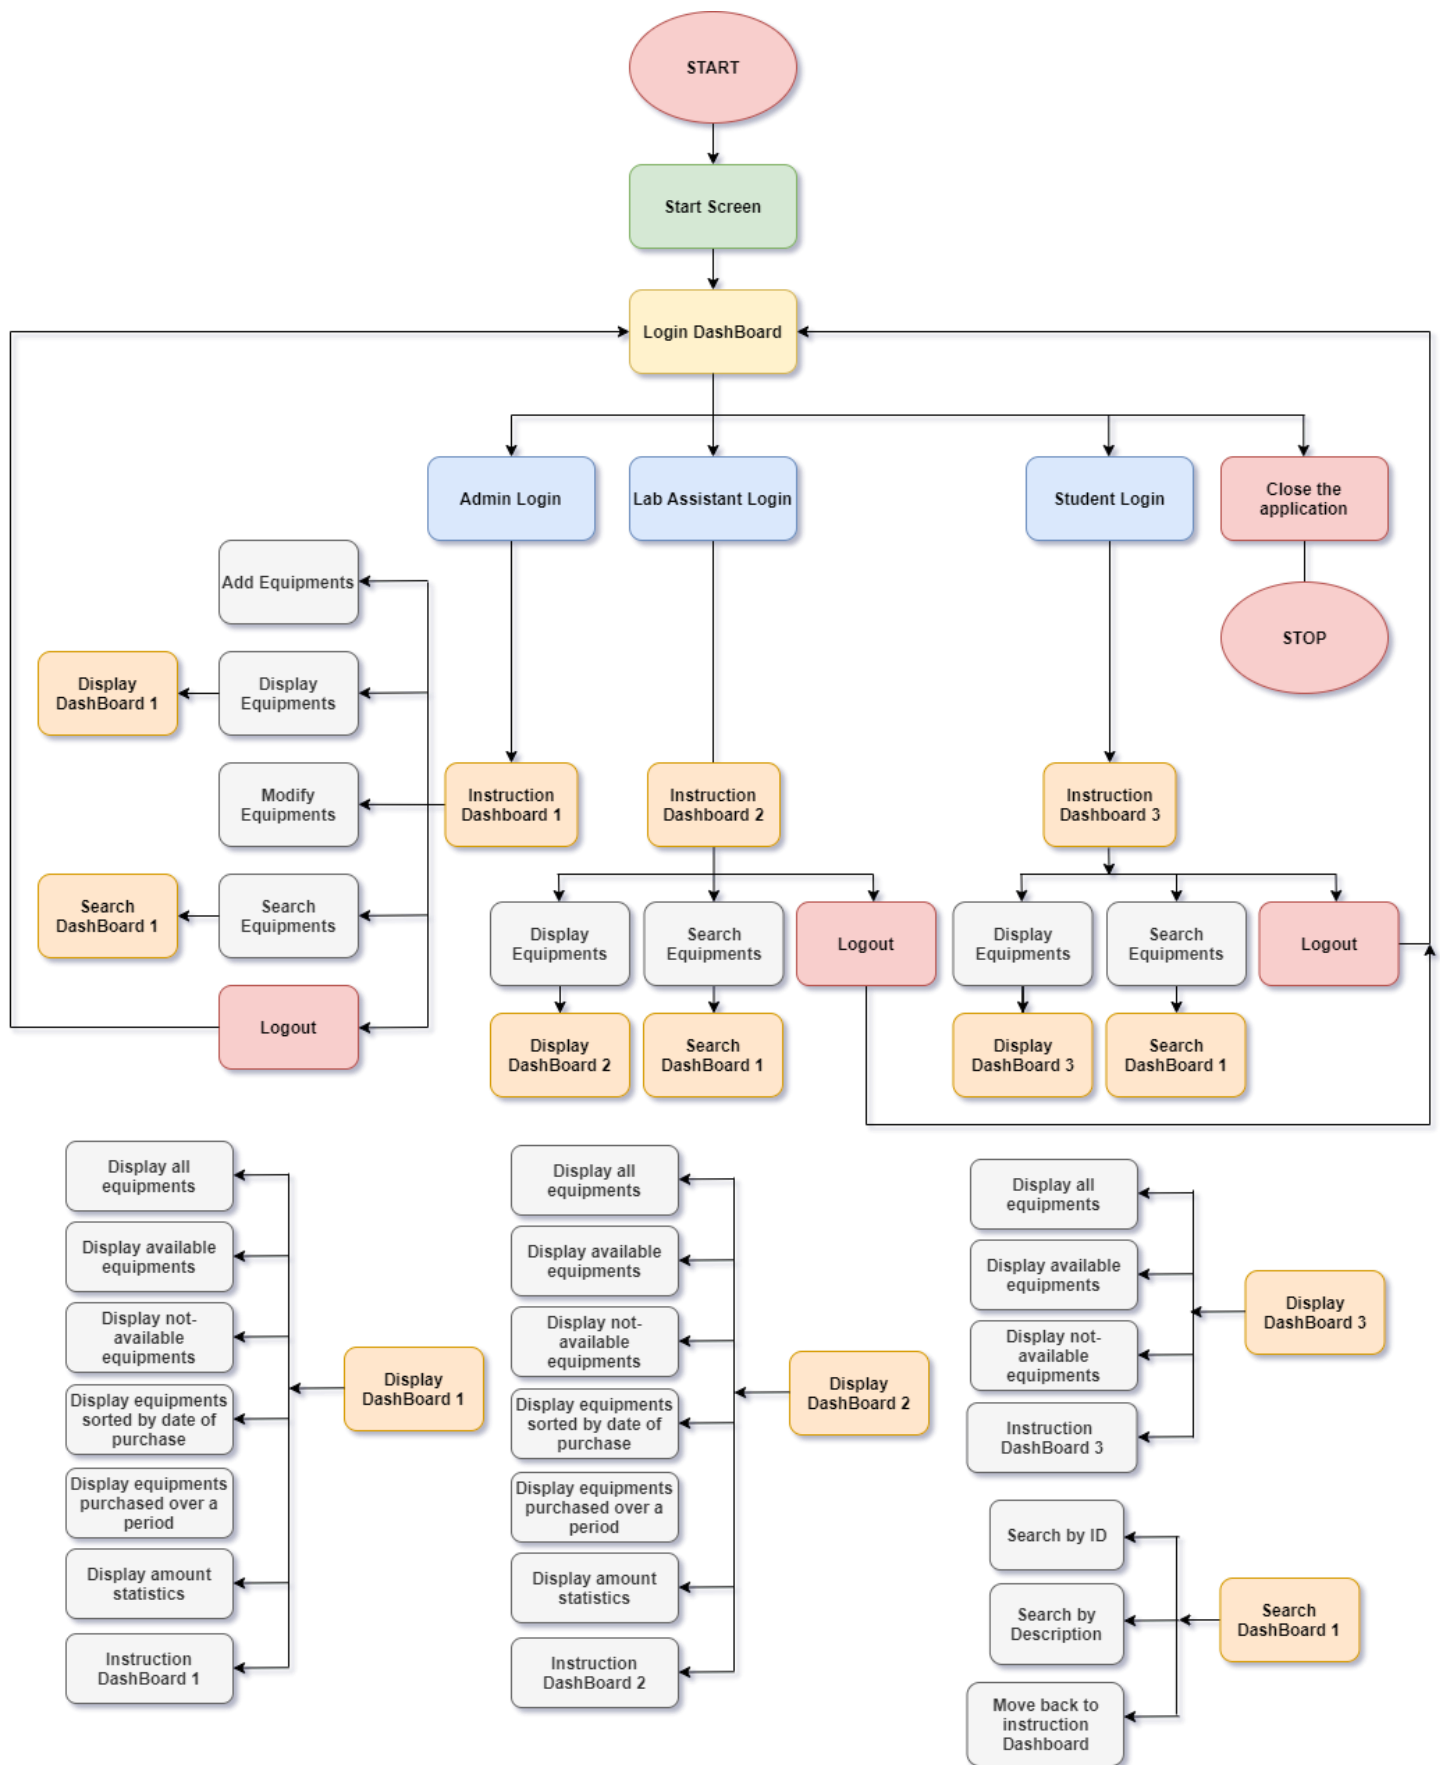 START
Start Screen
Login DashBoard
Admin Login
Lab Assistant Login
Student Login
Close the
application
Add Equipments
STOP
Display
DashBoard 1
Display
Equipments
Modify
Equipments
Instruction
Dashboard 1
Instruction
Dashboard 2
Instruction
Dashboard 3
Search
DashBoard 1
Search
Equipments
Display
Equipments
Search
Equipments
Logout
Display
Equipments
Search
Equipments
Logout
Logout
Display
DashBoard 2
Search
DashBoard 1
Display
DashBoard 3
Search
DashBoard 1
Display all
equipments
Display available
equipments
Display not-
available
equipments
Display equipments
sorted by date of
purchase
Display equipments
purchased over a
period
Display amount
statistics
Instruction
DashBoard 1
Display
DashBoard 1
Display all
equipments
Display available
equipments
Display not-
available
equipments
Display equipments
sorted by date of
purchase
Display equipments
purchased over a
period
Display amount
statistics
Instruction
DashBoard 2
Display
DashBoard 2
Display all
equipments
Display available
equipments
Display not-
available
equipments
Instruction
DashBoard 3
Display
DashBoard 3
Search by ID
Search by
Description
Move back to
instruction
Dashboard
Search
DashBoard 1